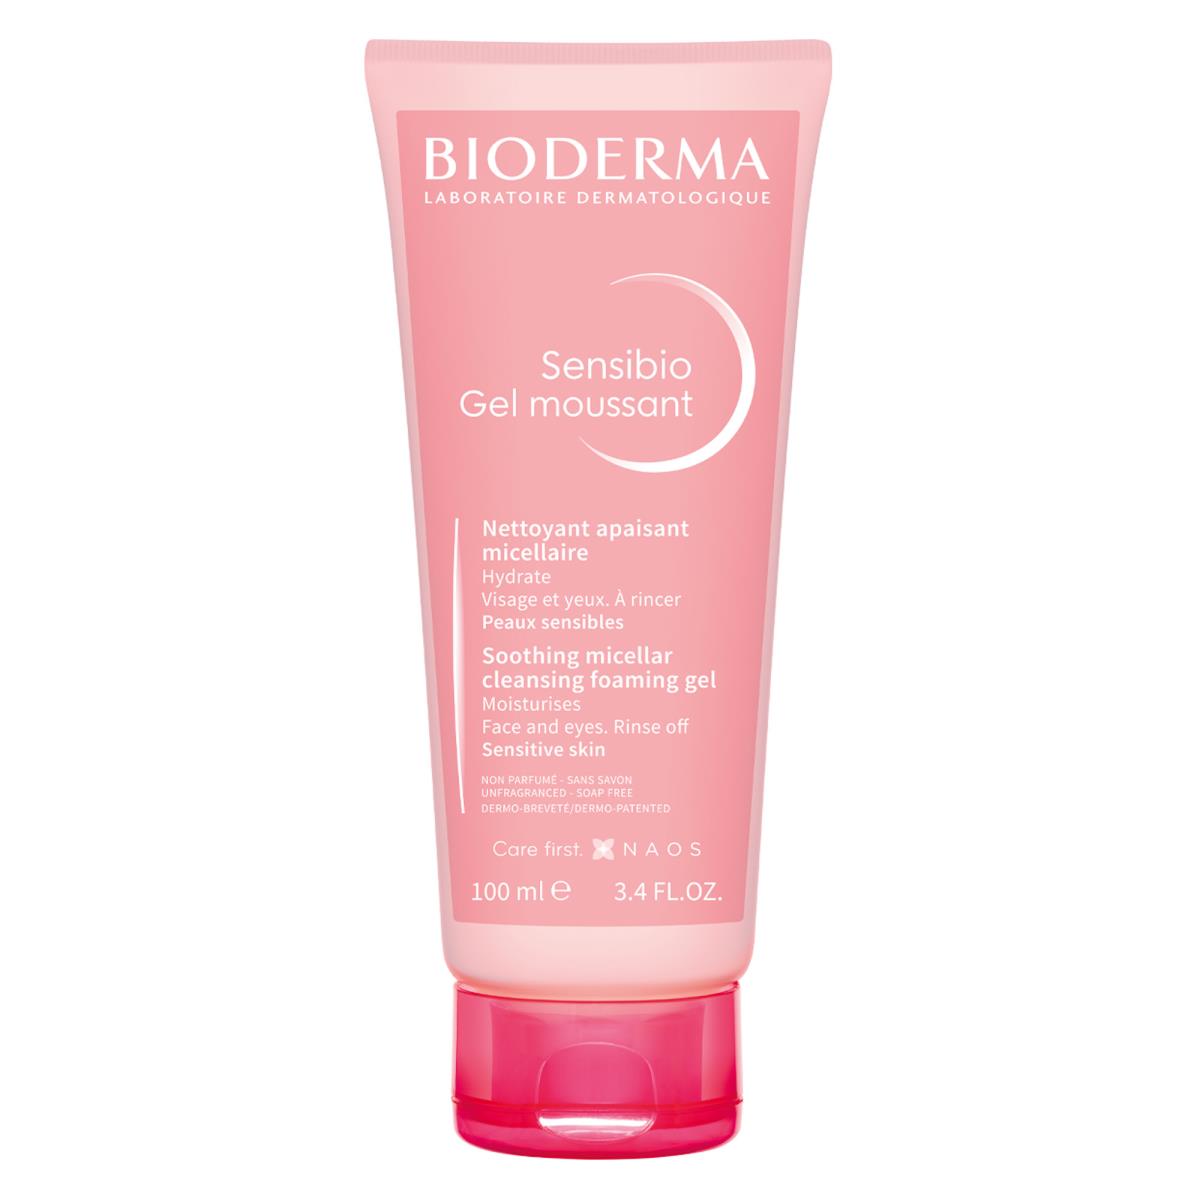 BIODERMA
LABORATOIRE DERMATOLOGIQUE
Sensibio
Gel moussant
Nettoyant apaisant
micellaire
Hydrate
Visage et yeux. À rincer
Peaux sensibles
Soothing micellar
cleansing foaming gel
Moisturises
Face and eyes. Rinse off
Sensitive skin
NON PARFUMÉ - SANS SAVON
UNFRAGRANCED - SOAP FREE
DERMO-BREVETÉ/DERMO-PATENTED
Care first. NAOS
100 ml ℮ 3.4 FL.OZ.